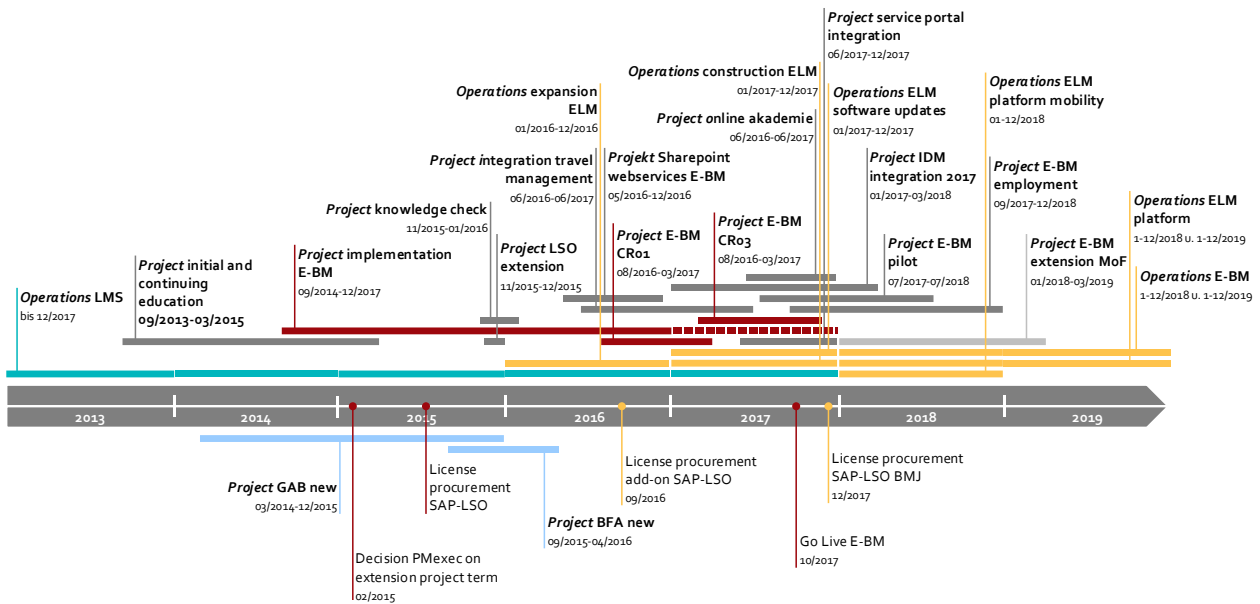 Project service portal
integration
06/2017-12/2017
Operations construction ELM
01/2017-12/2017
Operations ELM
software updates
01/2017-12/2017
Operations ELM
platform mobility
01-12/2018
Operations expansion
ELM
01/2016-12/2016
Project online akademie
06/2016-06/2017
Project integration travel
management
06/2016-06/2017
Projekt Sharepoint
webservices E-BM
05/2016-12/2016
Project IDM
integration 2017
01/2017-03/2018
Project E-BM
employment
09/2017-12/2018
Operations ELM
platform
1-12/2018 u. 1-12/2019
Project knowledge check
11/2015-01/2016
Project LSO
extension
11/2015-12/2015
Project E-BM
CR01
08/2016-03/2017
Project E-BM
CR03
08/2016-03/2017
Project E-BM
pilot
07/2017-07/2018
Project E-BM
extension MoF
01/2018-03/2019
Operations E-BM
1-12/2018 u. 1-12/2019
Project implementation
E-BM
09/2014-12/2017
Project initial and
continuing
education
09/2013-03/2015
Operations LMS
bis 12/2017
2013
2014
2015
2016
2017
2018
2019
Project GAB new
03/2014-12/2015
License
procurement
SAP-LSO
License procurement
add-on SAP-LSO
09/2016
License procurement
SAP-LSO BMJ
12/2017
Project BFA new
09/2015-04/2016
Go Live E-BM
10/2017
Decision PMexec on
extension project term
02/2015